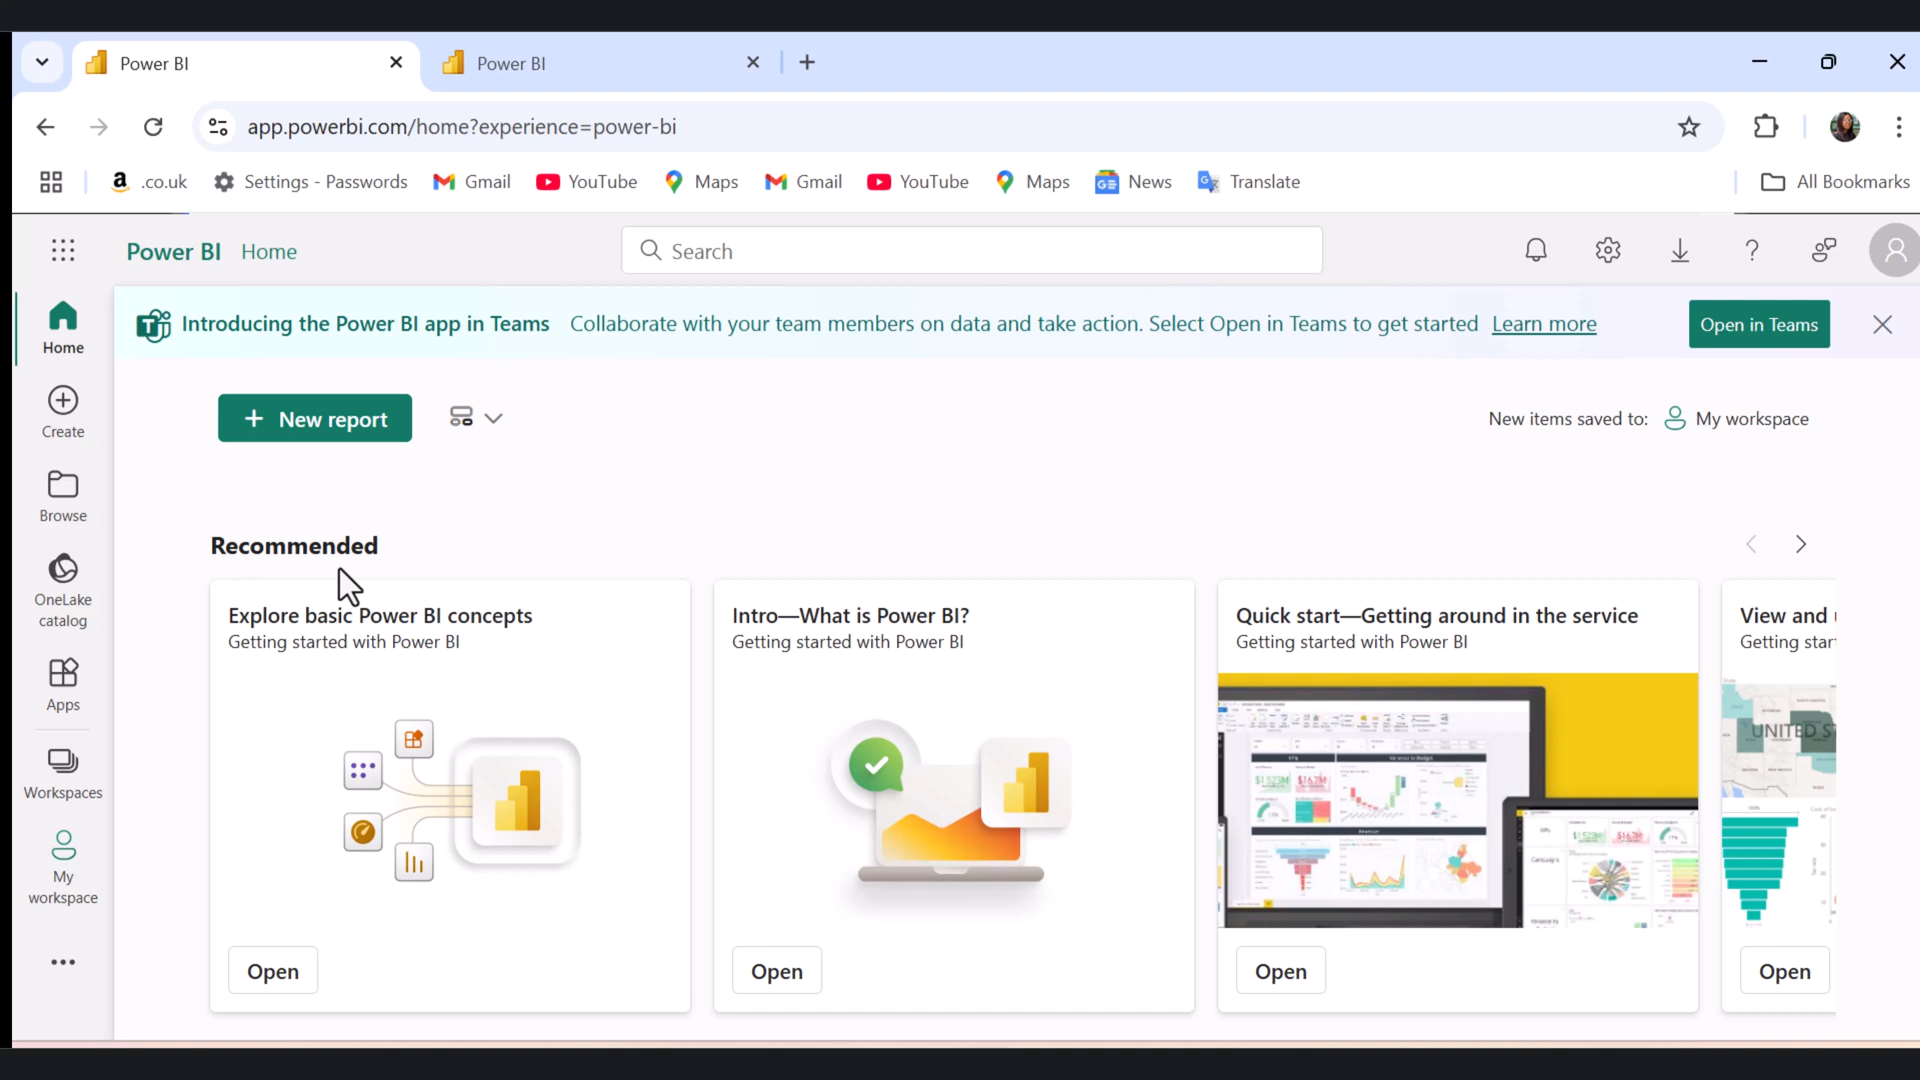 Power BI
Power BI
app.powerbi.com/home?experience=power-bi
.co.uk
Settings - Passwords
Gmail
YouTube
Maps
Gmail
YouTube
Maps
News
Translate
All Bookmarks
Power BI Home
Search
Introducing the Power BI app in Teams Collaborate with your team members on data and take action. Select Open in Teams to get started Learn more
Open in Teams
Home
Create
Browse
OneLake
catalog
Apps
Workspaces
My
workspace
+ New report
New items saved to: My workspace
Recommended
Explore basic Power BI concepts
Getting started with Power BI
Open
Intro—What is Power BI?
Getting started with Power BI
Open
Quick start—Getting around in the service
Getting started with Power BI
Open
View and
Getting star
UNITED S
Open